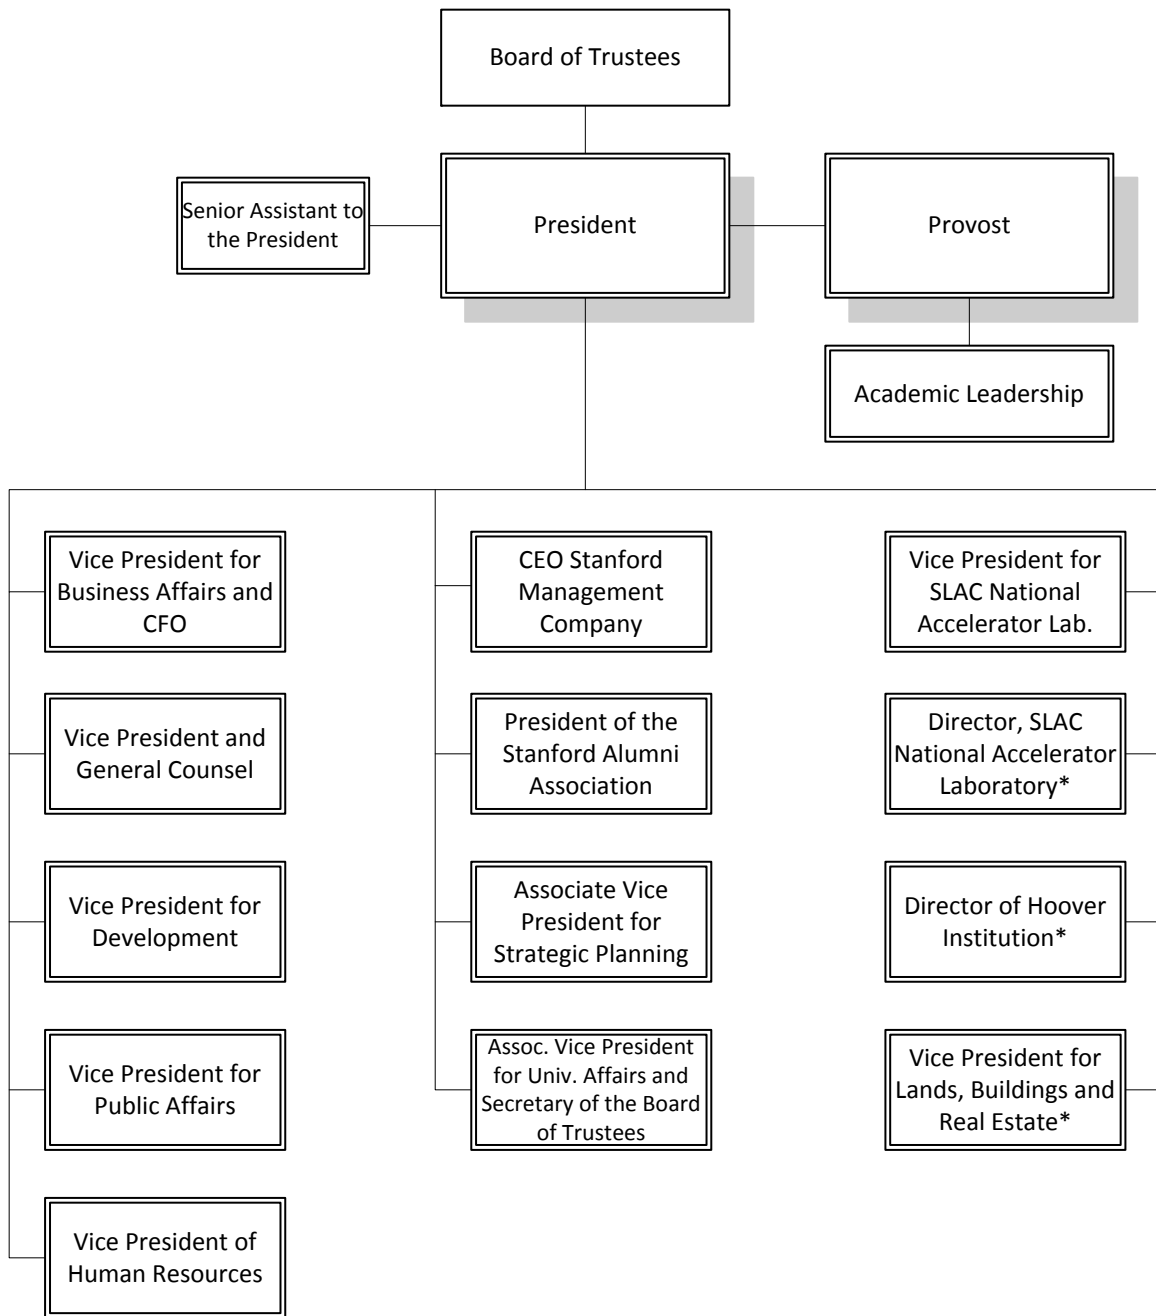 Board of Trustees
Senior Assistant to
the President
President
Provost
Academic Leadership
Vice President for
Business Affairs and
CFO
CEO Stanford
Management
Company
Vice President for
SLAC National
Accelerator Lab.
Vice President and
General Counsel
President of the
Stanford Alumni
Association
Director, SLAC
National Accelerator
Laboratory*
Vice President for
Development
Associate Vice
President for
Strategic Planning
Director of Hoover
Institution*
Vice President for
Public Affairs
Assoc. Vice President
for Univ. Affairs and
Secretary of the Board
of Trustees
Vice President for
Lands, Buildings and
Real Estate*
Vice President of
Human Resources